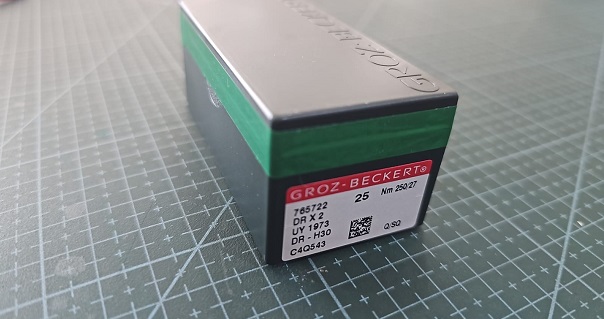 GROZ-BECKERT®
765722 25 Nm 250/27
DR X 2
UY 1973
DR - H30 Q/SQ
C4Q543